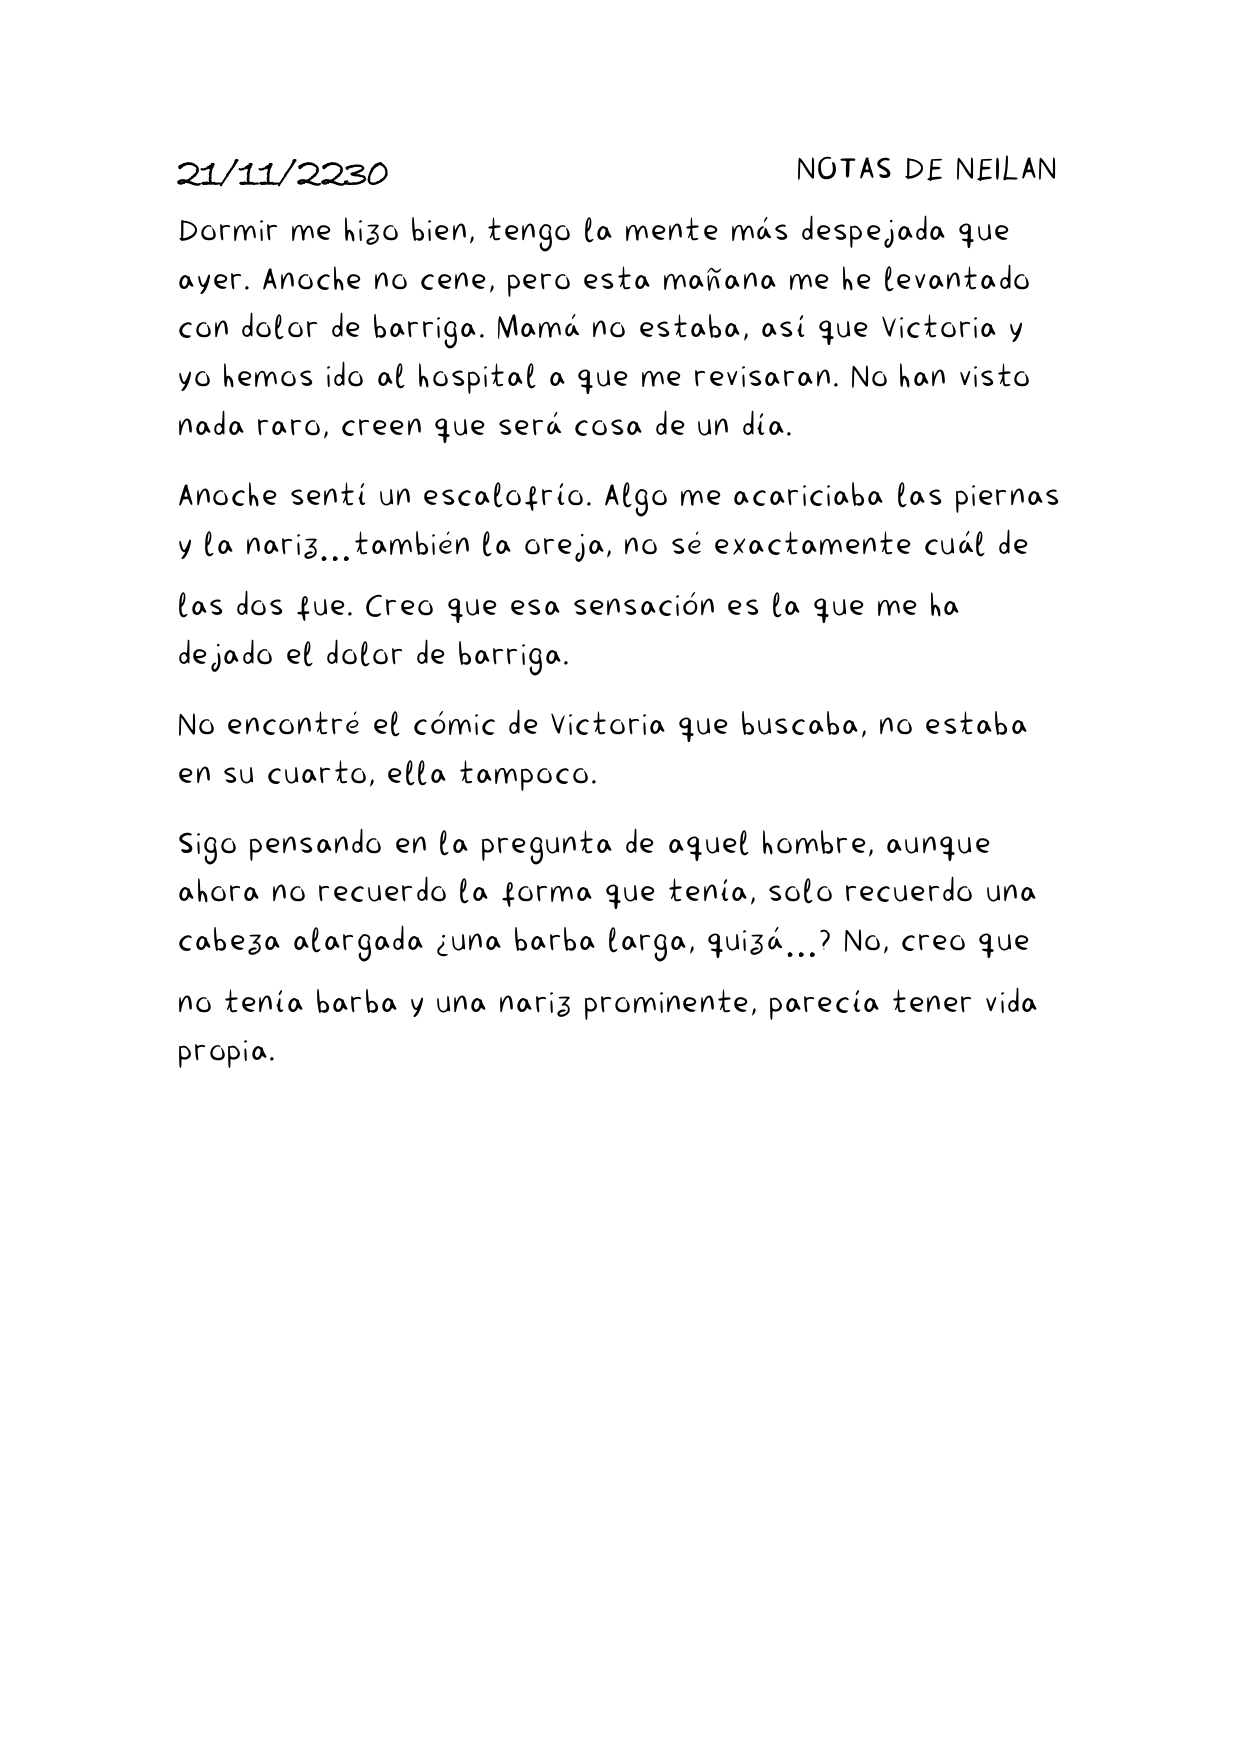 21/11/2230 NOTAS DE NEILAN
Dormir me hizo bien, tengo la mente más despejada que
ayer. Anoche no cene, pero esta mañana me he levantado
con dolor de barriga. Mamá no estaba, así que Victoria y
yo hemos ido al hospital a que me revisaran. No han visto
nada raro, creen que será cosa de un día.
Anoche sentí un escalofrío. Algo me acariciaba las piernas
y la nariz...también la oreja, no sé exactamente cuál de
las dos fue. Creo que esa sensación es la que me ha
dejado el dolor de barriga.
No encontré el cómic de Victoria que buscaba, no estaba
en su cuarto, ella tampoco.
Sigo pensando en la pregunta de aquel hombre, aunque
ahora no recuerdo la forma que tenía, solo recuerdo una
cabeza alargada ¿una barba larga, quizá...? No, creo que
no tenía barba y una nariz prominente, parecía tener vida
propia.